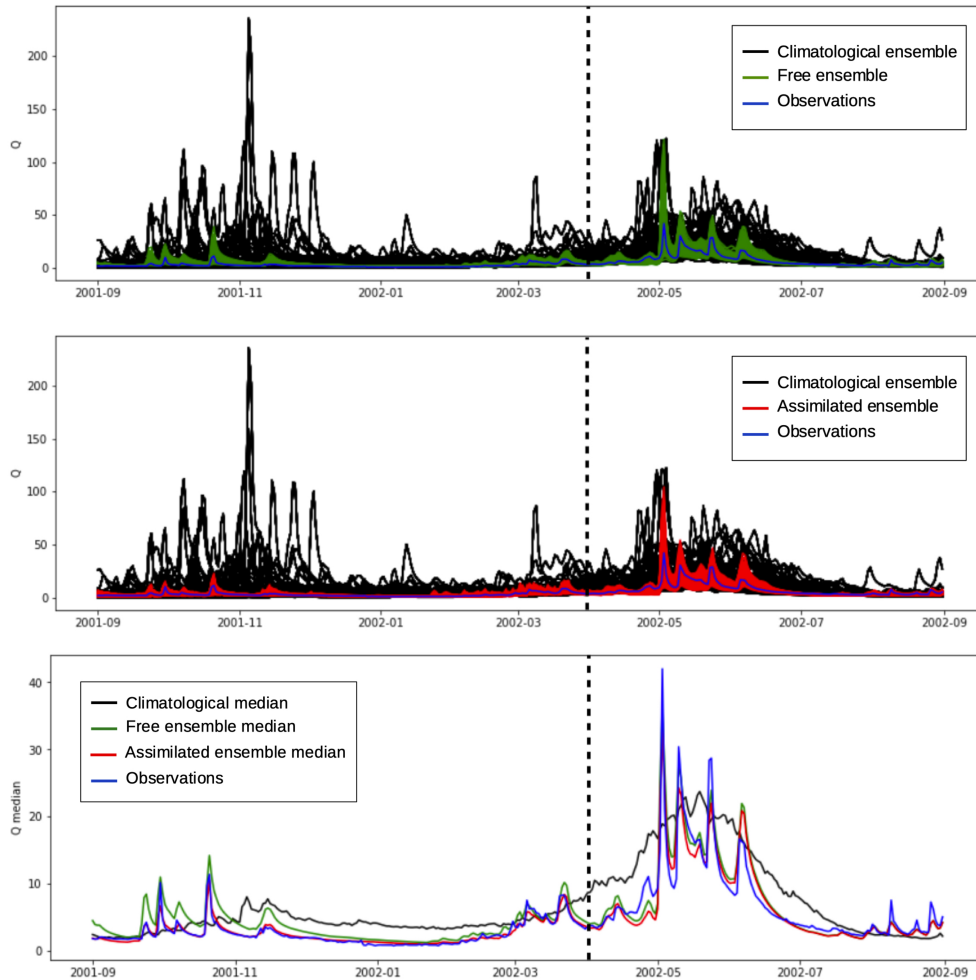 Climatological ensemble
Free ensemble
Observations
200
150
100
50
0
Q
2001-09 2001-11 2002-01 2002-03 2002-05 2002-07 2002-09
Climatological ensemble
Assimilated ensemble
Observations
200
150
100
50
0
Q
2001-09 2001-11 2002-01 2002-03 2002-05 2002-07 2002-09
Climatological median
Free ensemble median
Assimilated ensemble median
Observations
40
30
20
10
0
Q median
2001-09 2001-11 2002-01 2002-03 2002-05 2002-07 2002-09